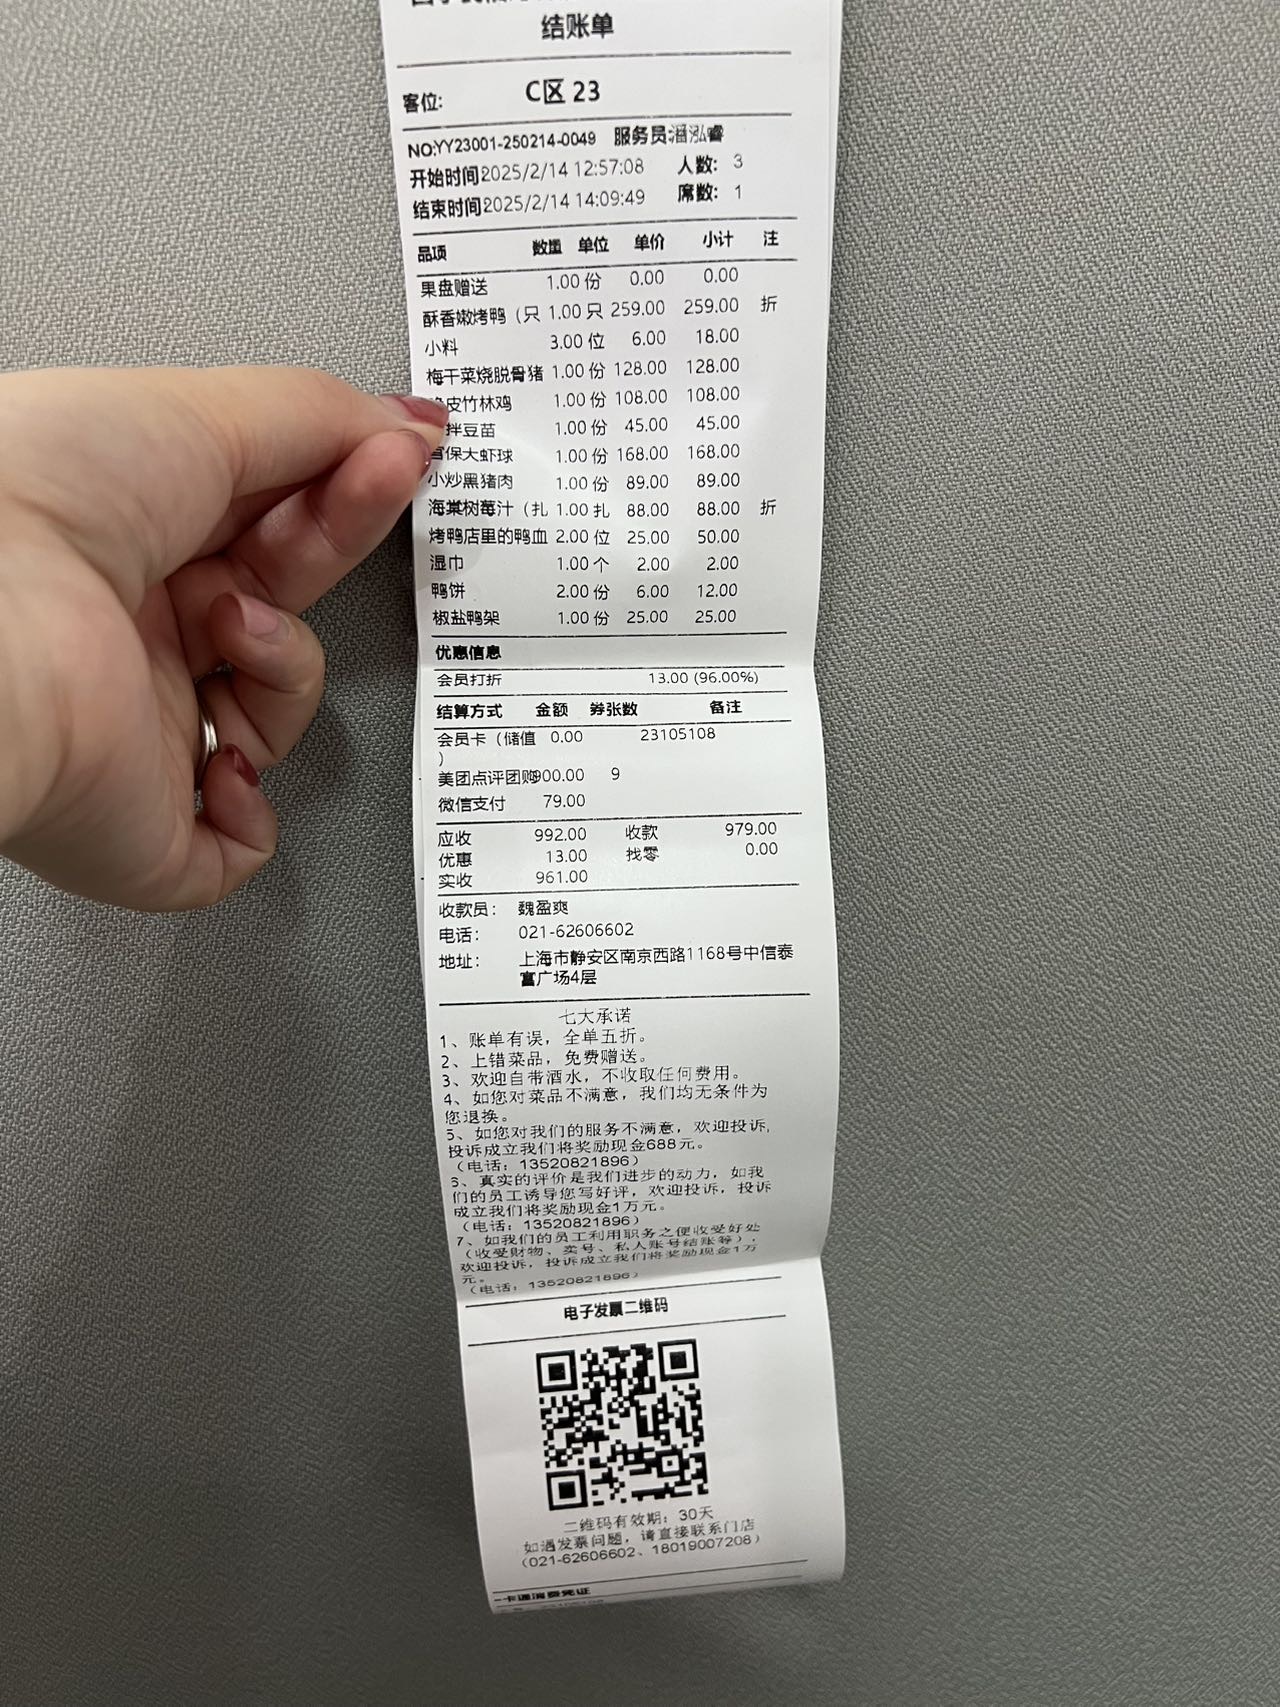 结账单
客位: C区 23
NO:YY23001-250214-0049 服务员:潘泓睿
开始时间2025/2/14 12:57:08 人数: 3
结束时间2025/2/14 14:09:49 席数: 1
品项 数量 单位 单价 小计 注
果盘赠送 1.00 份 0.00 0.00
酥香嫩烤鸭（只 1.00 只 259.00 259.00 折
小料 3.00 位 6.00 18.00
梅干菜烧脱骨猪 1.00 份 128.00 128.00
皮竹林鸡 1.00 份 108.00 108.00
拌豆苗 1.00 份 45.00 45.00
宫保大虾球 1.00 份 168.00 168.00
小炒黑猪肉 1.00 份 89.00 89.00
海棠树莓汁（扎 1.00 扎 88.00 88.00 折
烤鸭店里的鸭血 2.00 位 25.00 50.00
湿巾 1.00 个 2.00 2.00
鸭饼 2.00 份 6.00 12.00
椒盐鸭架 1.00 份 25.00 25.00
优惠信息
会员打折 13.00 (96.00%)
结算方式 金额 券张数 备注
会员卡（储值 0.00 23105108
）
美团点评团购900.00 9
微信支付 79.00
应收 992.00 收款 979.00
优惠 13.00 找零 0.00
实收 961.00
收款员: 魏盈爽
电话: 021-62606602
地址: 上海市静安区南京西路1168号中信泰
富广场4层
七大承诺
1、账单有误，全单五折。
2、上错菜品，免费赠送。
3、欢迎自带酒水，不收取任何费用。
4、如您对菜品不满意，我们均无条件为
您退换。
5、如您对我们的服务不满意，欢迎投诉,
投诉成立我们将奖励现金688元。
（电话：13520821896）
6、真实的评价是我们进步的动力，如我
们的员工诱导您写好评，欢迎投诉，投诉
成立我们将奖励现金1万元。
（电话：13520821896）
7、如我们的员工利用职务之便收受好处
（收受财物、卖号、私人账号结账等），
欢迎投诉，投诉成立我们将奖励现金1万
元。
（电话：13520821896）
电子发票二维码
二维码有效期：30天
如遇发票问题，请直接联系门店
（021-62606602、18019007208）
一卡通消费凭证